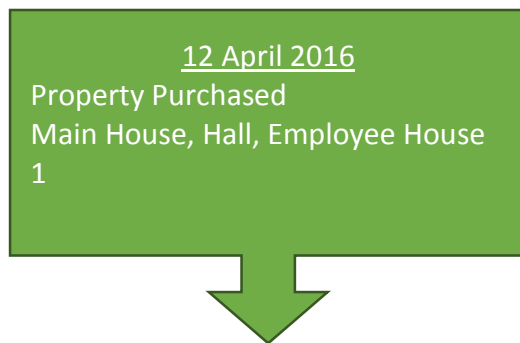 12 April 2016
Property Purchased
Main House, Hall, Employee House
1